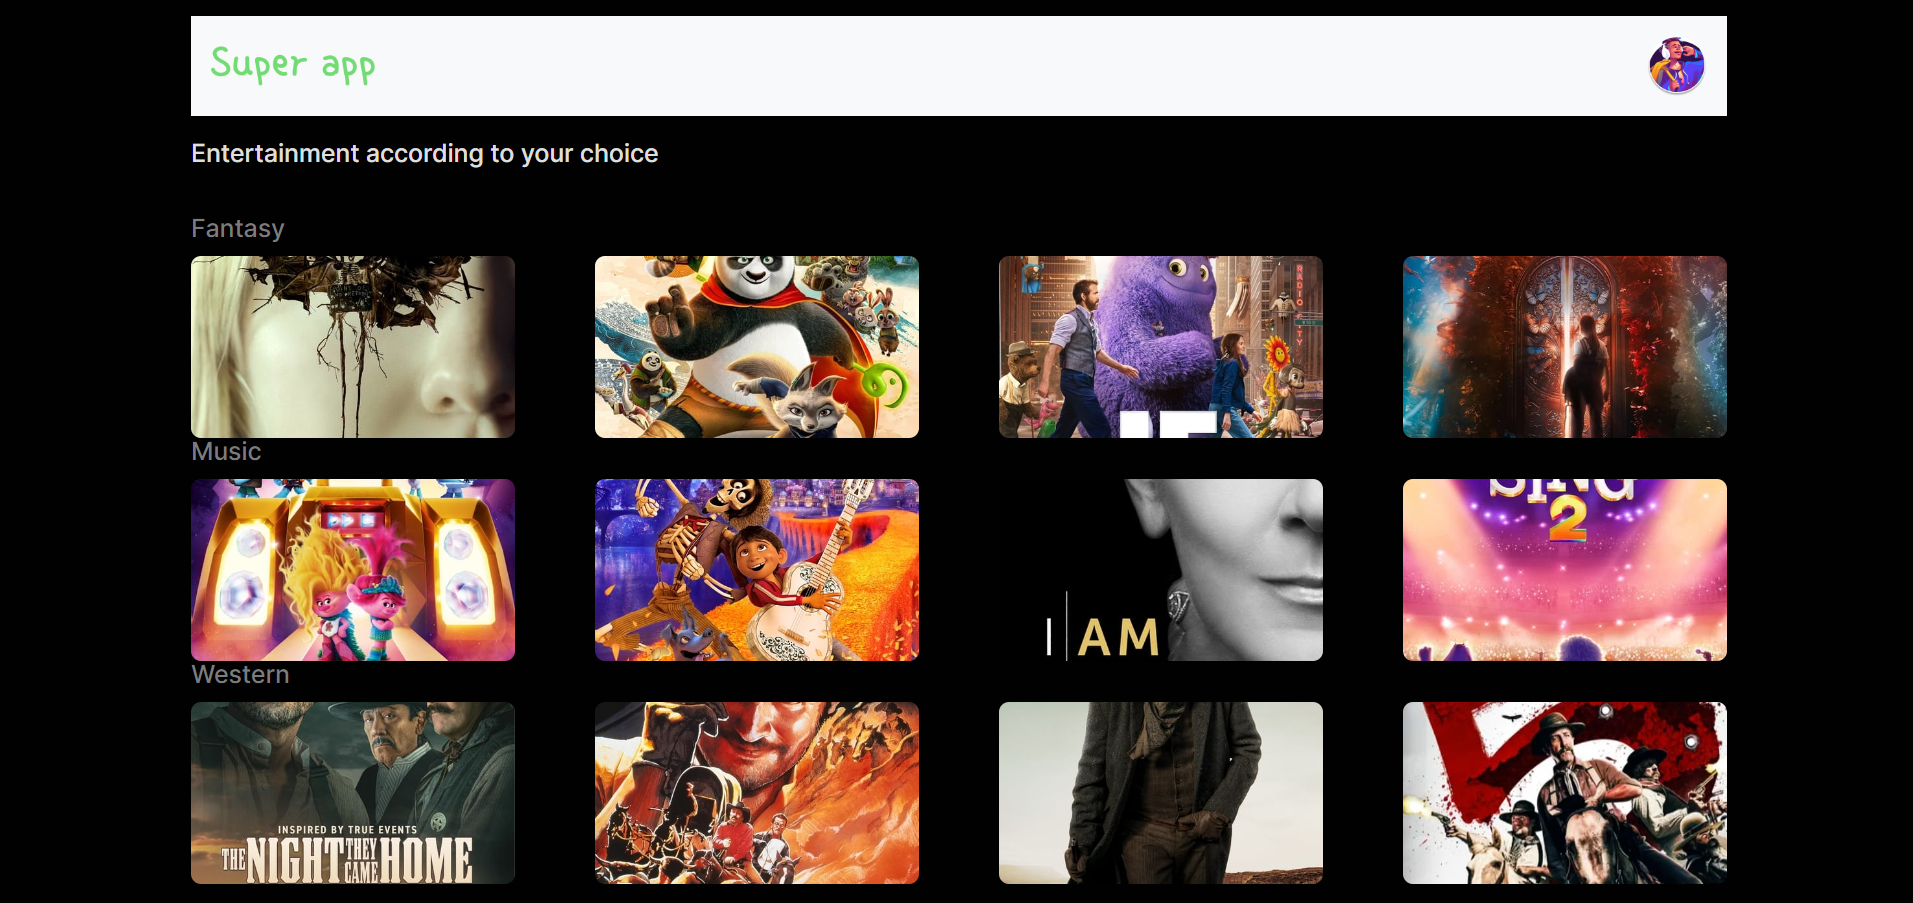 Super app
Entertainment according to your choice
Fantasy
RADIO
Music
I AM
SING
2
Western
INSPIRED BY TRUE EVENTS
THE NIGHT THEY CAME HOME